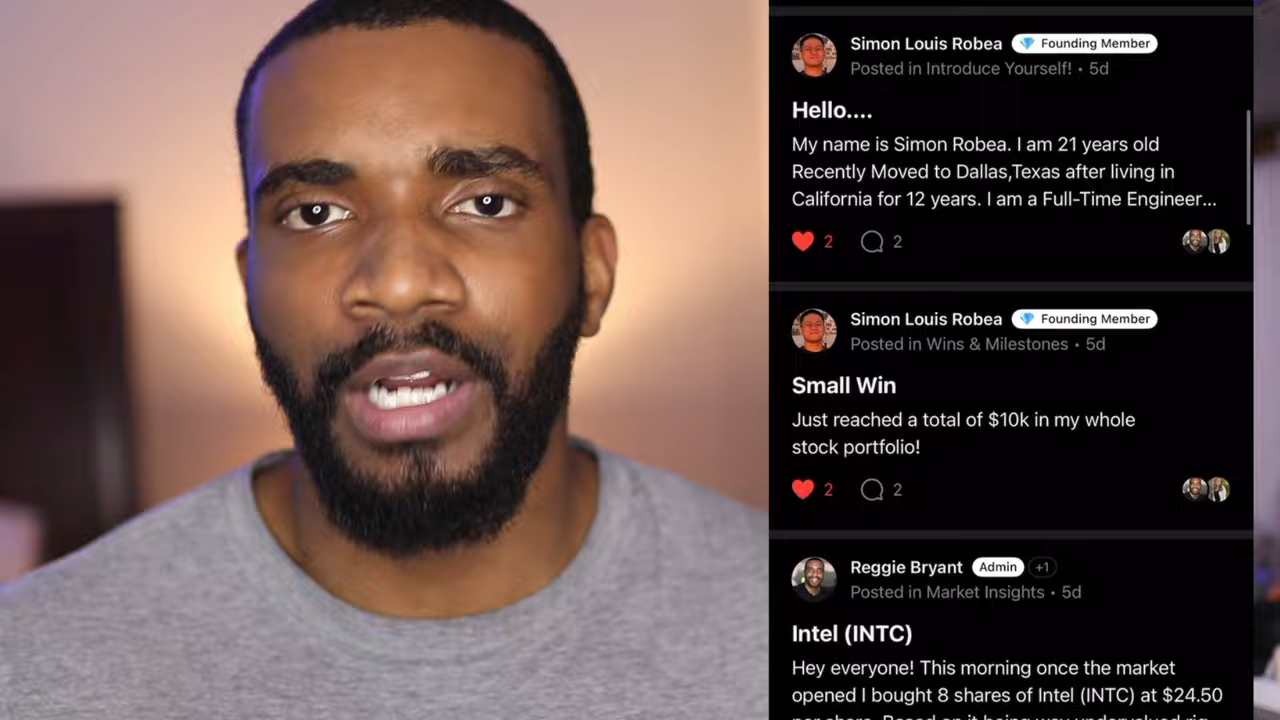 Simon Louis Robea Founding Member
Posted in Introduce Yourself! • 5d
Hello....
My name is Simon Robea. I am 21 years old
Recently Moved to Dallas,Texas after living in
California for 12 years. I am a Full-Time Engineer...
2 2
Simon Louis Robea Founding Member
Posted in Wins & Milestones • 5d
Small Win
Just reached a total of $10k in my whole
stock portfolio!
2 2
Reggie Bryant Admin +1
Posted in Market Insights • 5d
Intel (INTC)
Hey everyone! This morning once the market
opened I bought 8 shares of Intel (INTC) at $24.50